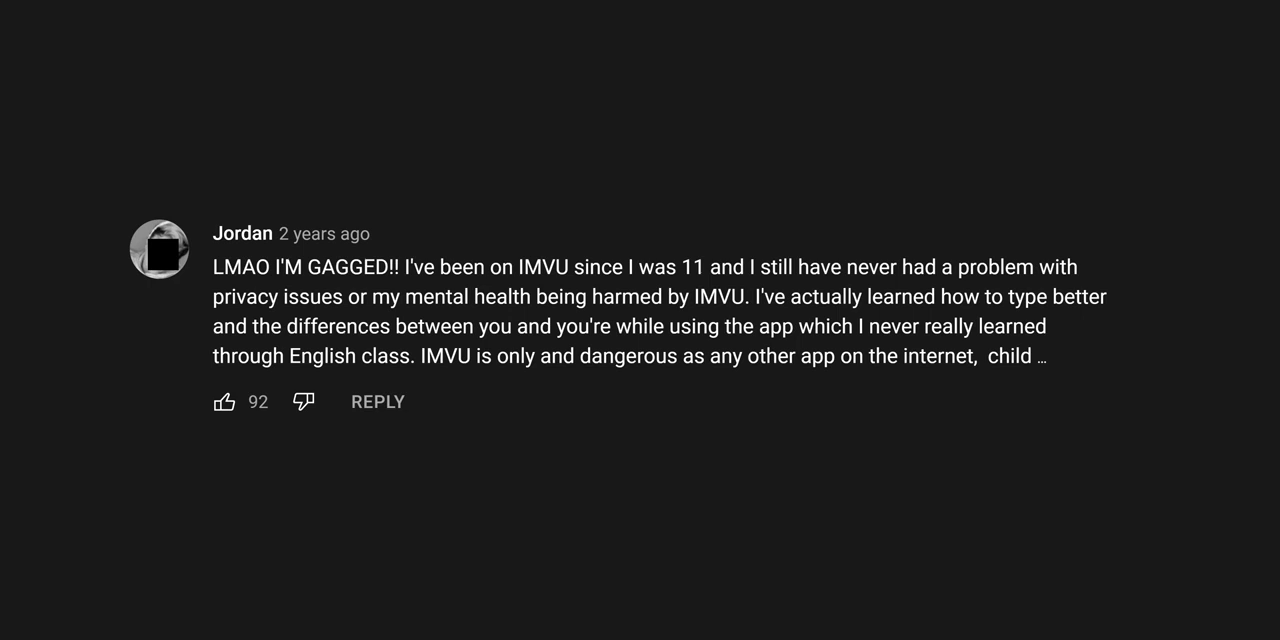 Jordan 2 years ago
LMAO I'M GAGGED!! I've been on IMVU since I was 11 and I still have never had a problem with
privacy issues or my mental health being harmed by IMVU. I've actually learned how to type better
and the differences between you and you're while using the app which I never really learned
through English class. IMVU is only and dangerous as any other app on the internet,  child ...
92 REPLY